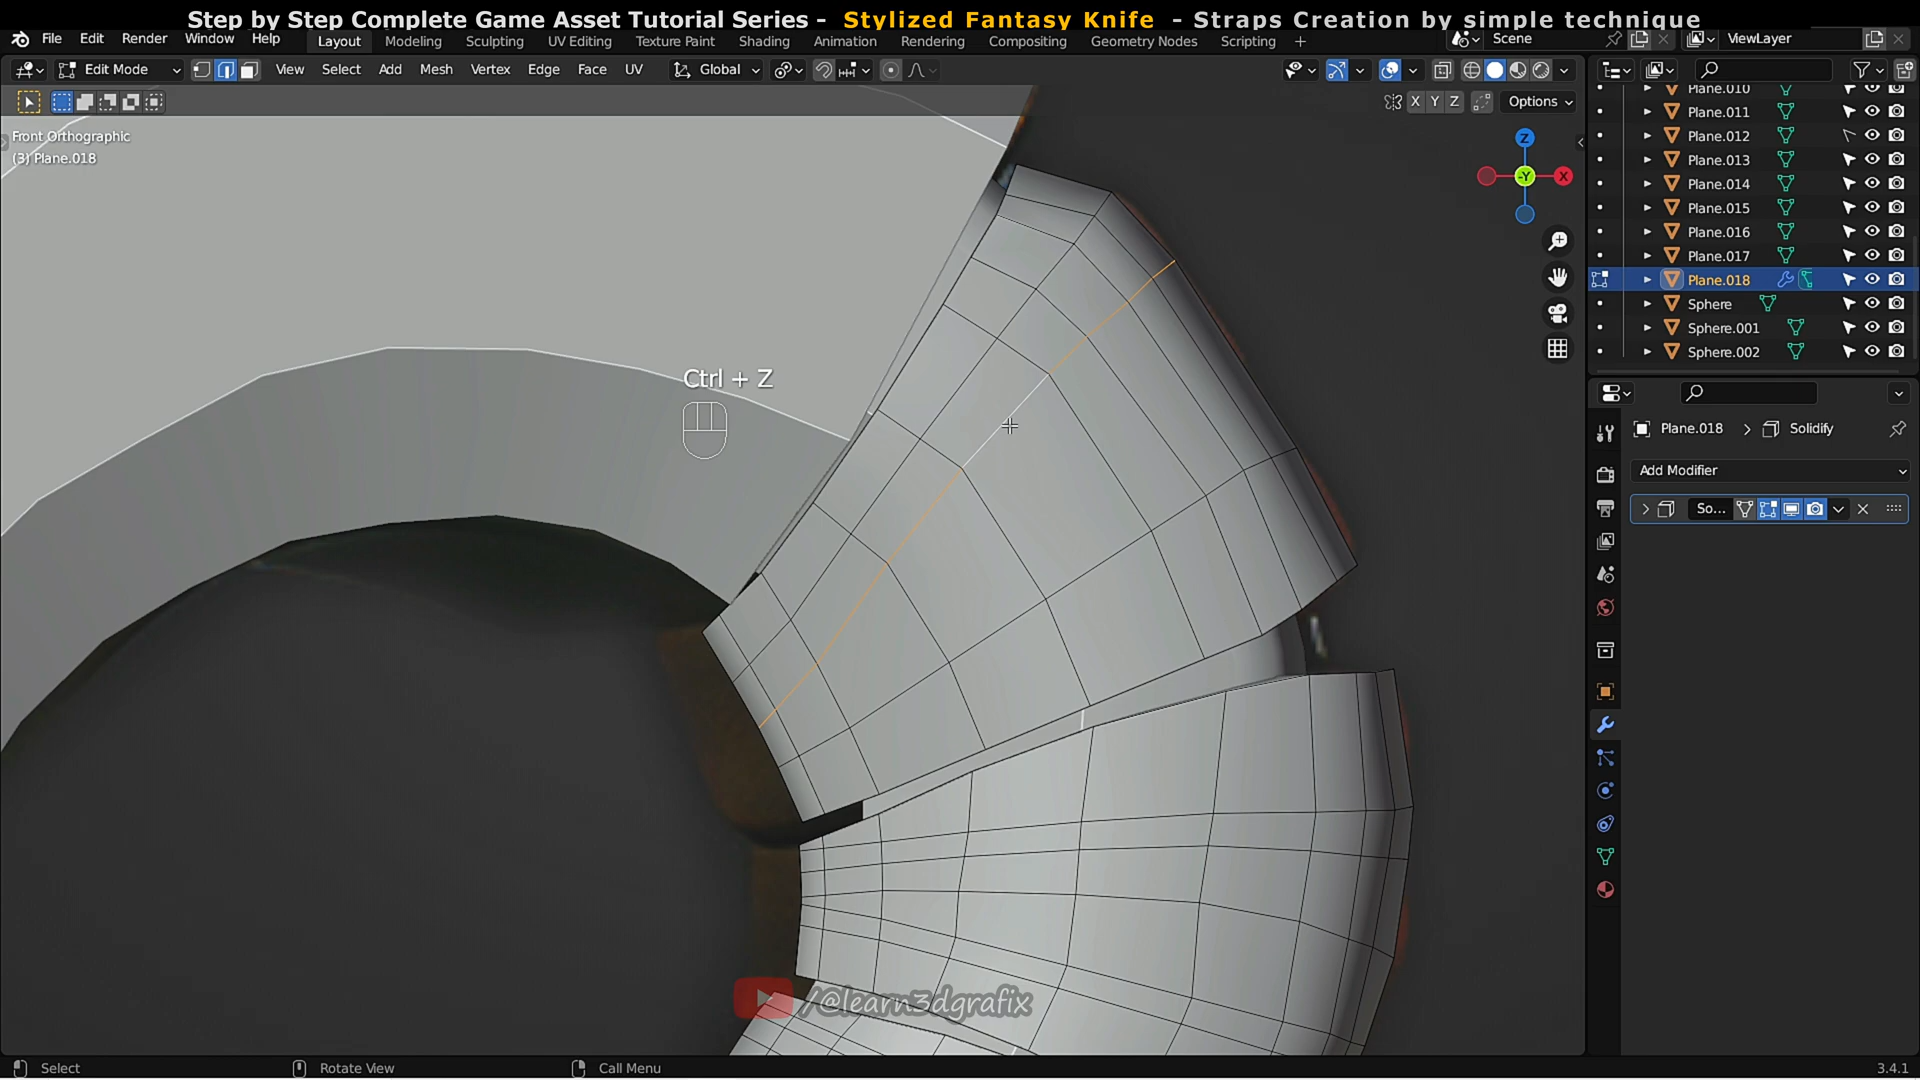 Step by Step Complete Game Asset Tutorial Series - Stylized Fantasy Knife - Straps Creation by simple technique
File Edit Render Window Help Layout Modeling Sculpting UV Editing Texture Paint Shading Animation Rendering Compositing Geometry Nodes Scripting + Scene ViewLayer
Edit Mode View Select Add Mesh Vertex Edge Face UV Global
X Y Z Options
Front Orthographic
(3) Plane.018
Z
Y
X
Plane.010
Plane.011
Plane.012
Plane.013
Plane.014
Plane.015
Plane.016
Plane.017
Plane.018
Sphere
Sphere.001
Sphere.002
Ctrl + Z
Plane.018 > Solidify
Add Modifier
So...
/@learn3dgrafix
Select Rotate View Call Menu 3.4.1